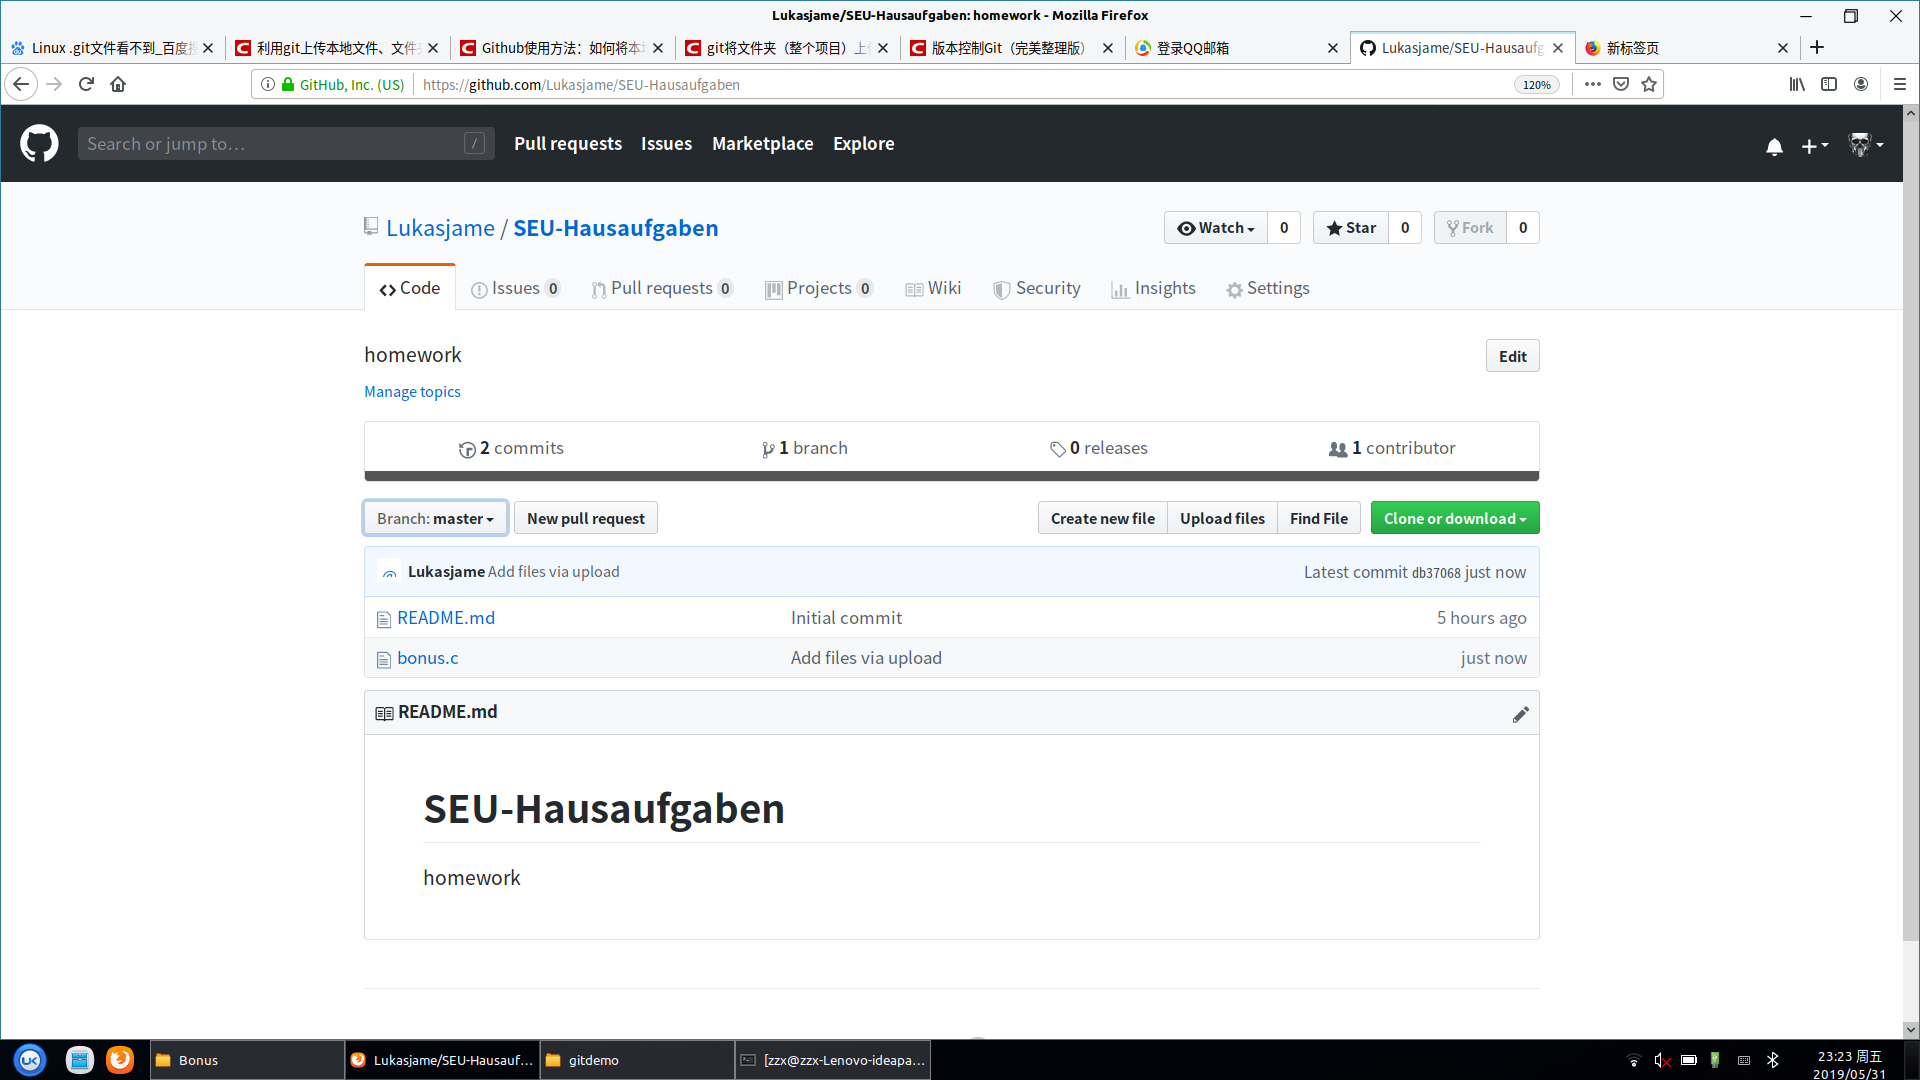 Lukasjame/SEU-Hausaufgaben: homework - Mozilla Firefox
Linux .git文件看不到_百度
利用git上传本地文件、文件
Github使用方法：如何将本
git将文件夹（整个项目）上
版本控制Git（完美整理版）
登录QQ邮箱
Lukasjame/SEU-Hausaufg
新标签页
GitHub, Inc. (US)
https://github.com/Lukasjame/SEU-Hausaufgaben
120%
Search or jump to…
/
Pull requests
Issues
Marketplace
Explore
Lukasjame / SEU-Hausaufgaben
Watch 0
Star 0
Fork 0
Code
Issues 0
Pull requests 0
Projects 0
Wiki
Security
Insights
Settings
homework
Edit
Manage topics
2 commits
1 branch
0 releases
1 contributor
Branch: master
New pull request
Create new file
Upload files
Find File
Clone or download
Lukasjame Add files via upload
Latest commit db37068 just now
README.md
Initial commit
5 hours ago
bonus.c
Add files via upload
just now
README.md
SEU-Hausaufgaben
homework
UK
Bonus
Lukasjame/SEU-Hausauf...
gitdemo
[zzx@zzx-Lenovo-ideapa...
23:23 周五
2019/05/31